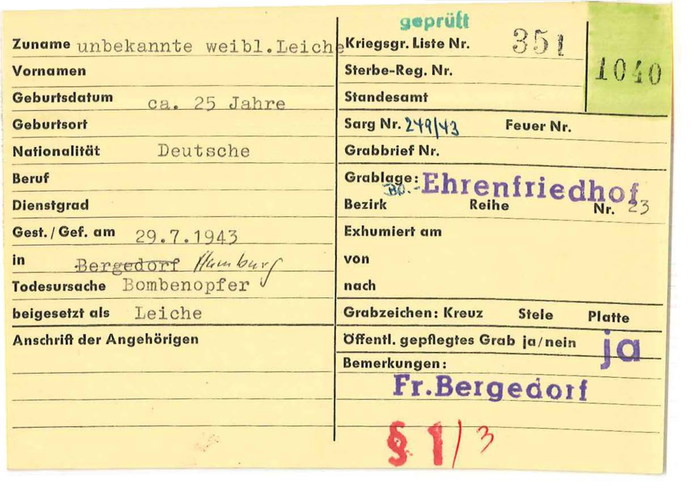 geprüft
Zuname unbekannte weibl.Leiche
Vornamen
Geburtsdatum ca. 25 Jahre
Geburtsort
Nationalität Deutsche
Beruf
Dienstgrad
Gest./Gef. am 29.7.1943
in Bergedorf Hamburg
Todesursache Bombenopfer
beigesetzt als Leiche
Anschrift der Angehörigen
Kriegsgr. Liste Nr. 351
1040
Sterbe-Reg. Nr.
Standesamt
Sarg Nr. 249/43 Feuer Nr.
Grabbrief Nr.
Grablage: Ehrenfriedhof
Bezirk Reihe Nr. 23
Exhumiert am
von
nach
Grabzeichen: Kreuz Stele Platte
Öffentl. gepflegtes Grab ja/nein ja
Bemerkungen:
Fr.Bergedorf
§ 1/3